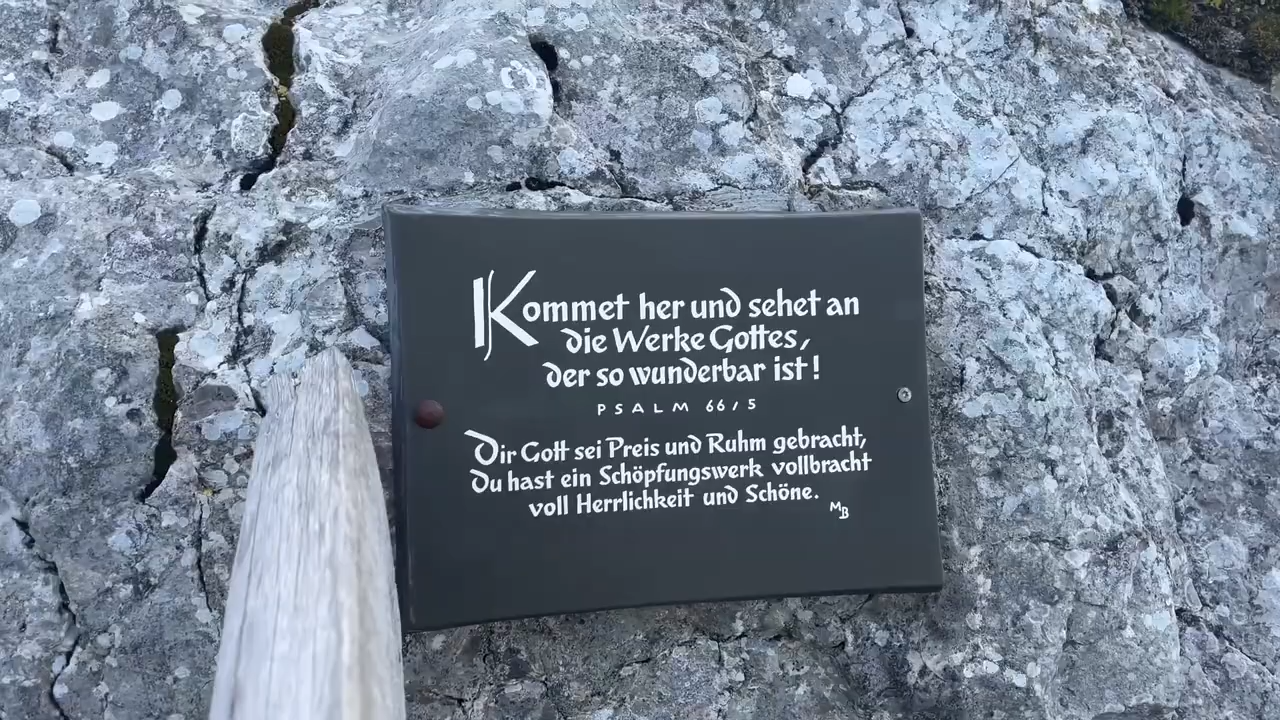 Kommet her und sehet an
die Werke Gottes,
der so wunderbar ist!
PSALM 66/5
Dir Gott sei Preis und Ruhm gebracht,
Du hast ein Schöpfungswerk vollbracht
voll Herrlichkeit und Schöne.
MB